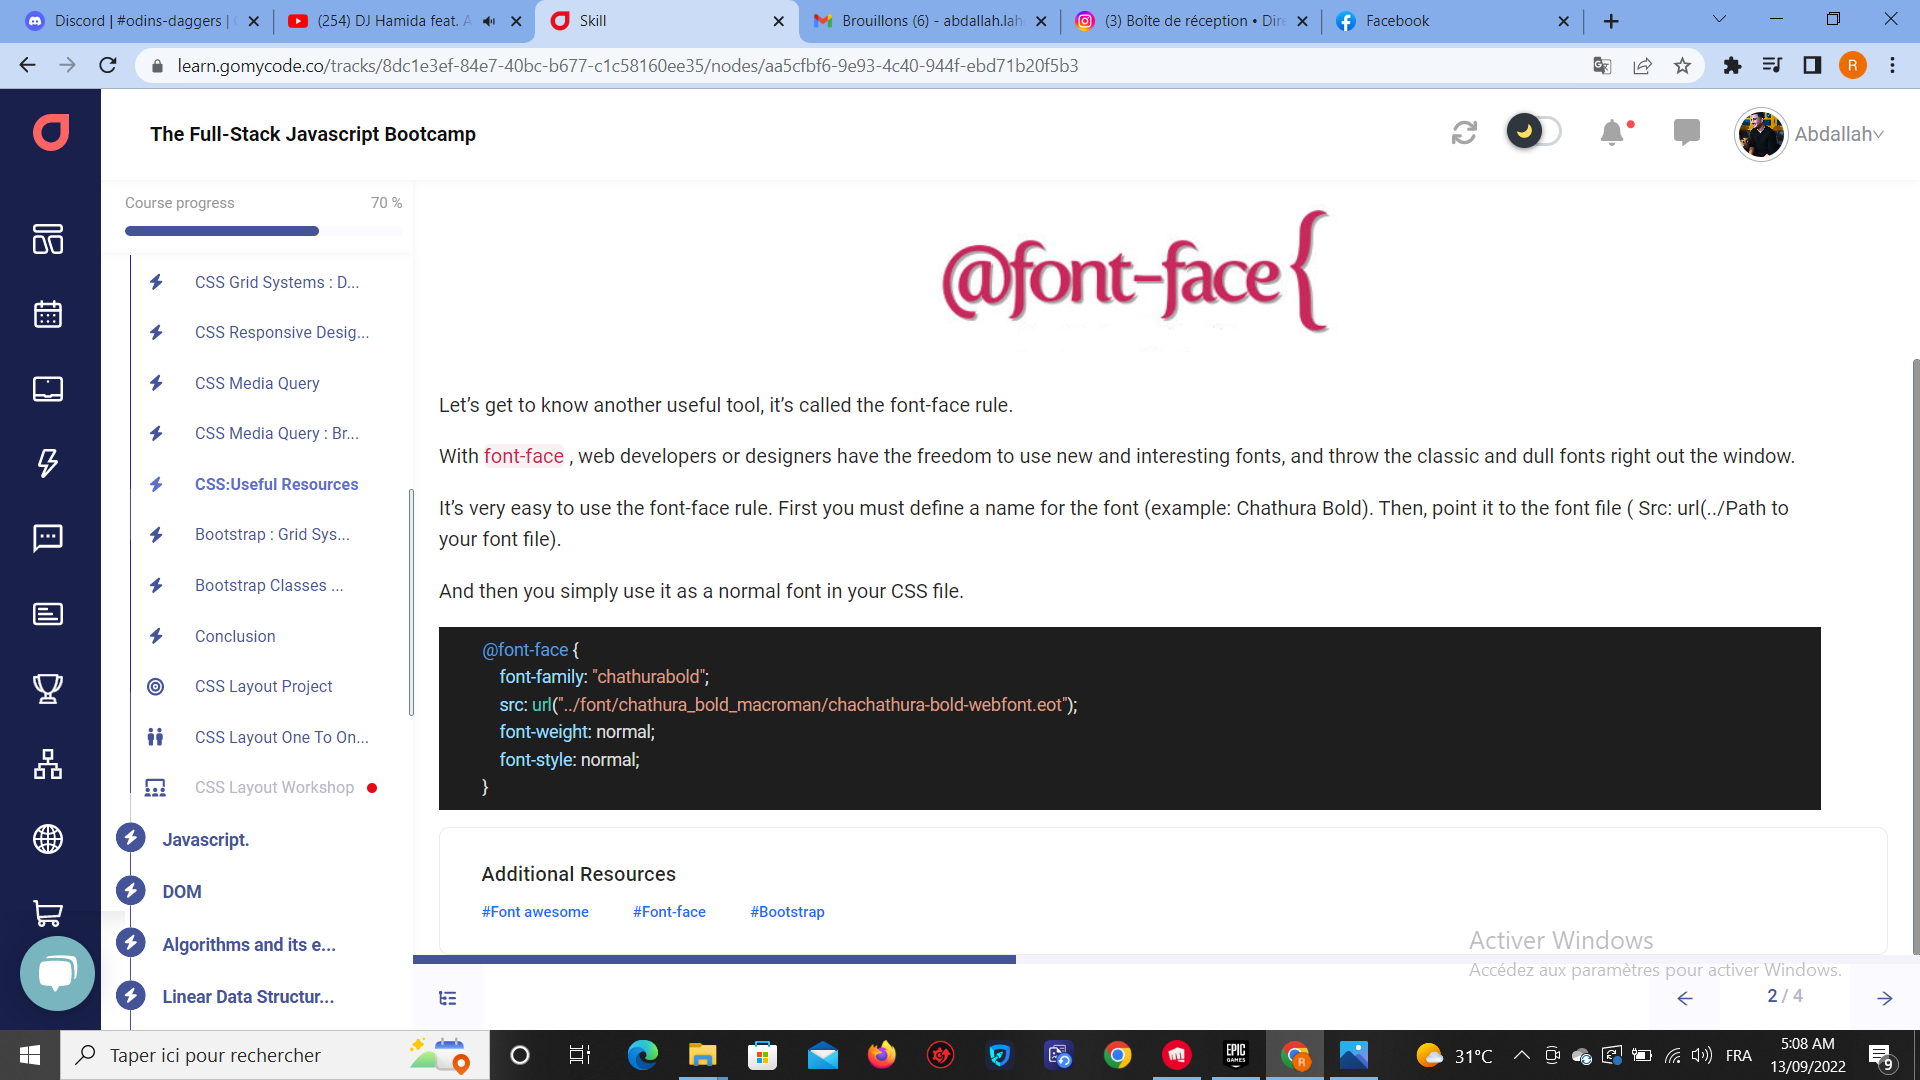 Discord | #odins-daggers |
(254) DJ Hamida feat. A
Skill
Brouillons (6) - abdallah.lah
(3) Boîte de réception • Dire
Facebook
learn.gomycode.co/tracks/8dc1e3ef-84e7-40bc-b677-c1c58160ee35/nodes/aa5cfbf6-9e93-4c40-944f-ebd71b20f5b3
R
The Full-Stack Javascript Bootcamp
Abdallah
Course progress
70 %
CSS Grid Systems : D...
CSS Responsive Desig...
CSS Media Query
CSS Media Query : Br...
CSS:Useful Resources
Bootstrap : Grid Sys...
Bootstrap Classes ...
Conclusion
CSS Layout Project
CSS Layout One To On...
CSS Layout Workshop
Javascript.
DOM
Algorithms and its e...
Linear Data Structur...
@font-face{
Let’s get to know another useful tool, it’s called the font-face rule.
With font-face , web developers or designers have the freedom to use new and interesting fonts, and throw the classic and dull fonts right out the window.
It’s very easy to use the font-face rule. First you must define a name for the font (example: Chathura Bold). Then, point it to the font file ( Src: url(../Path to
your font file).
And then you simply use it as a normal font in your CSS file.
@font-face {
font-family: "chathurabold";
src: url("../font/chathura_bold_macroman/chachathura-bold-webfont.eot");
font-weight: normal;
font-style: normal;
}
Additional Resources
#Font awesome #Font-face #Bootstrap
Activer Windows
Accédez aux paramètres pour activer Windows.
2 / 4
Taper ici pour rechercher
EPIC
GAMES
R
31°C
FRA
5:08 AM
13/09/2022
9